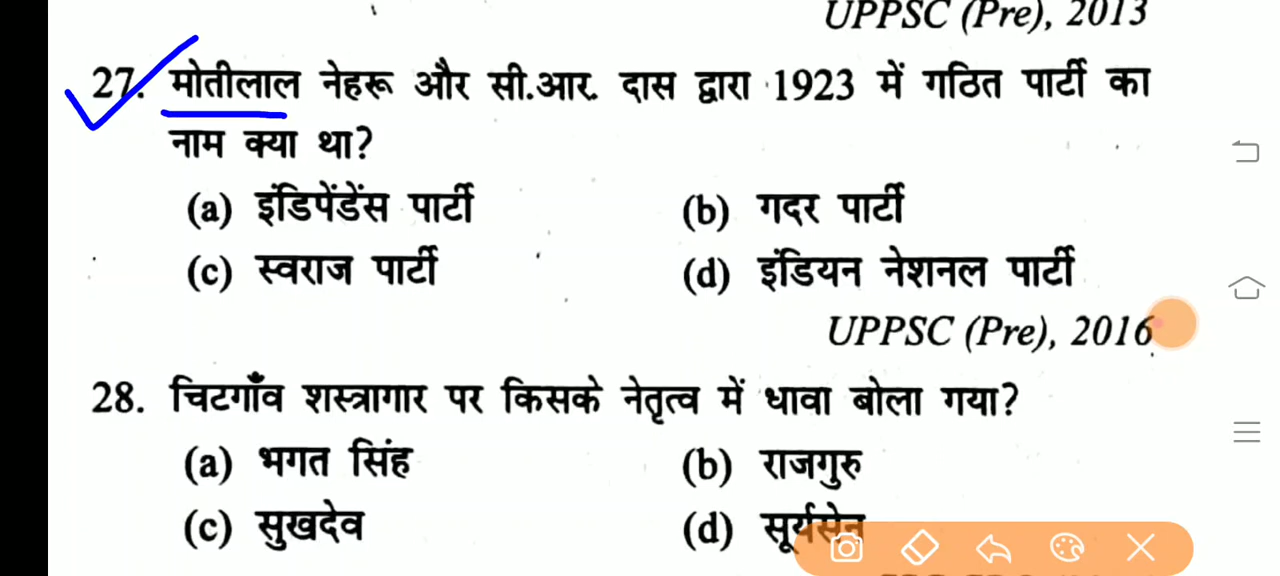 UPPSC (Pre), 2013
27. मोतीलाल नेहरू और सी.आर. दास द्वारा 1923 में गठित पार्टी का
नाम क्या था?
(a) इंडिपेंडेंस पार्टी (b) गदर पार्टी
(c) स्वराज पार्टी (d) इंडियन नेशनल पार्टी
UPPSC (Pre), 2016
28. चिटगाँव शस्त्रागार पर किसके नेतृत्व में धावा बोला गया?
(a) भगत सिंह (b) राजगुरु
(c) सुखदेव (d) सूर्यसेन